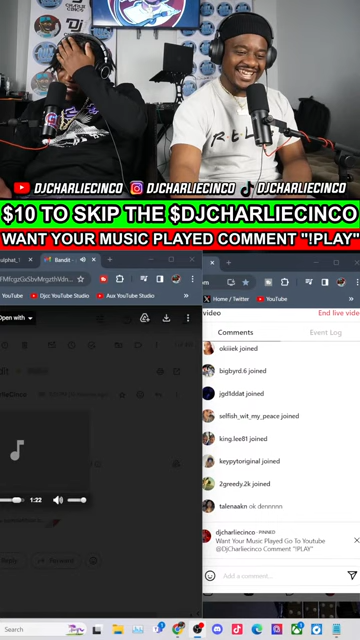 DJCHARLIECINCO DJCHARLIECINCO DJCHARLIECINCO
$10 TO SKIP THE $DJCHARLIECINCO
WANT YOUR MUSIC PLAYED COMMENT "!PLAY"
Bandit -
YouTube Djcc YouTube Studio Aux YouTube Studio
Open with
1:22
X Home / Twitter YouTube
video End live vide
Comments Event Log
okiiiek joined
bigbyrd.6 joined
jgd1ddat joined
selfish_wit_my_peace joined
king.lee81 joined
keypytoriginal joined
2greedy.2k joined
talenaakn ok dennnnn
djcharliecinco · PINNED
Want Your Music Played Go To Youtube
@DjCharliecinco Comment "!PLAY"
Add a comment...
Search